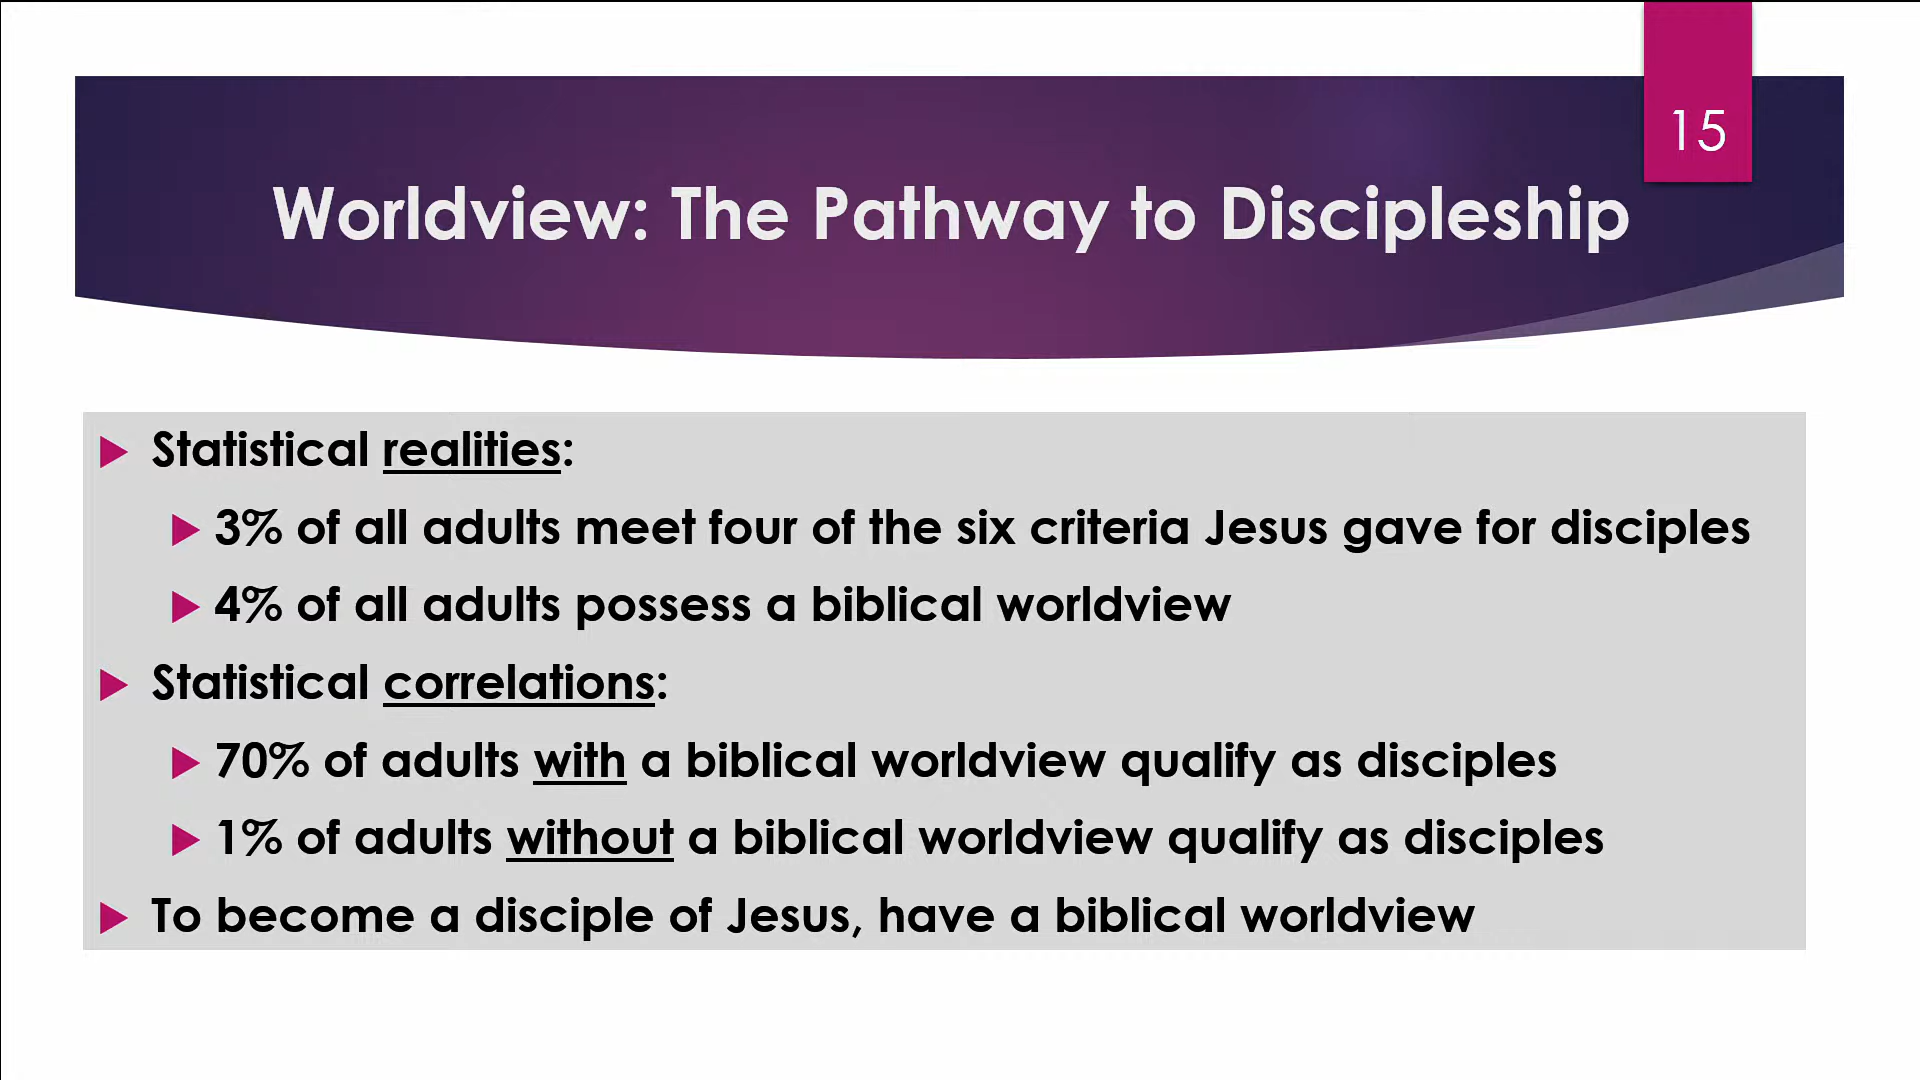 15
Worldview: The Pathway to Discipleship
Statistical realities:
3% of all adults meet four of the six criteria Jesus gave for disciples
4% of all adults possess a biblical worldview
Statistical correlations:
70% of adults with a biblical worldview qualify as disciples
1% of adults without a biblical worldview qualify as disciples
To become a disciple of Jesus, have a biblical worldview